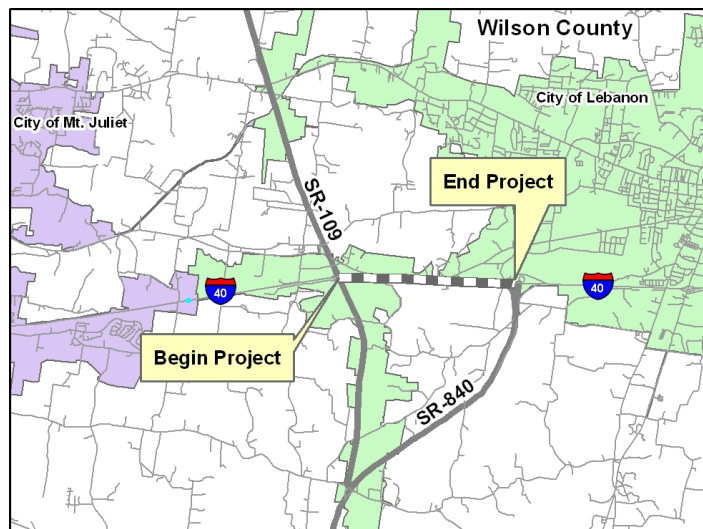 Wilson County
City of Lebanon
City of Mt. Juliet
End Project
SR-109
40
40
Begin Project
SR-840